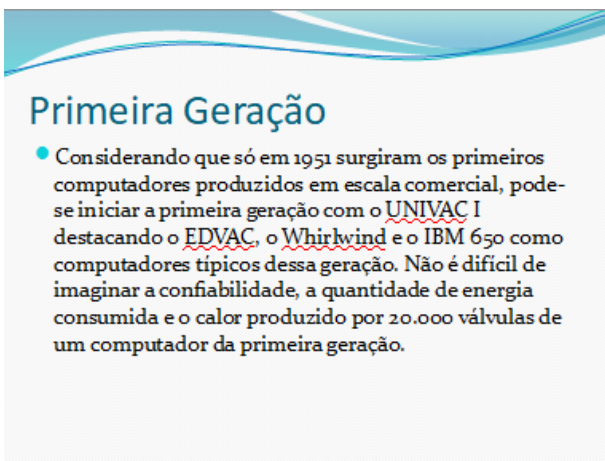 Primeira Geração
Considerando que só em 1951 surgiram os primeiros
computadores produzidos em escala comercial, pode-
se iniciar a primeira geração com o UNIVAC I
destacando o EDVAC, o Whirlwind e o IBM 650 como
computadores típicos dessa geração. Não é difícil de
imaginar a confiabilidade, a quantidade de energia
consumida e o calor produzido por 20.000 válvulas de
um computador da primeira geração.